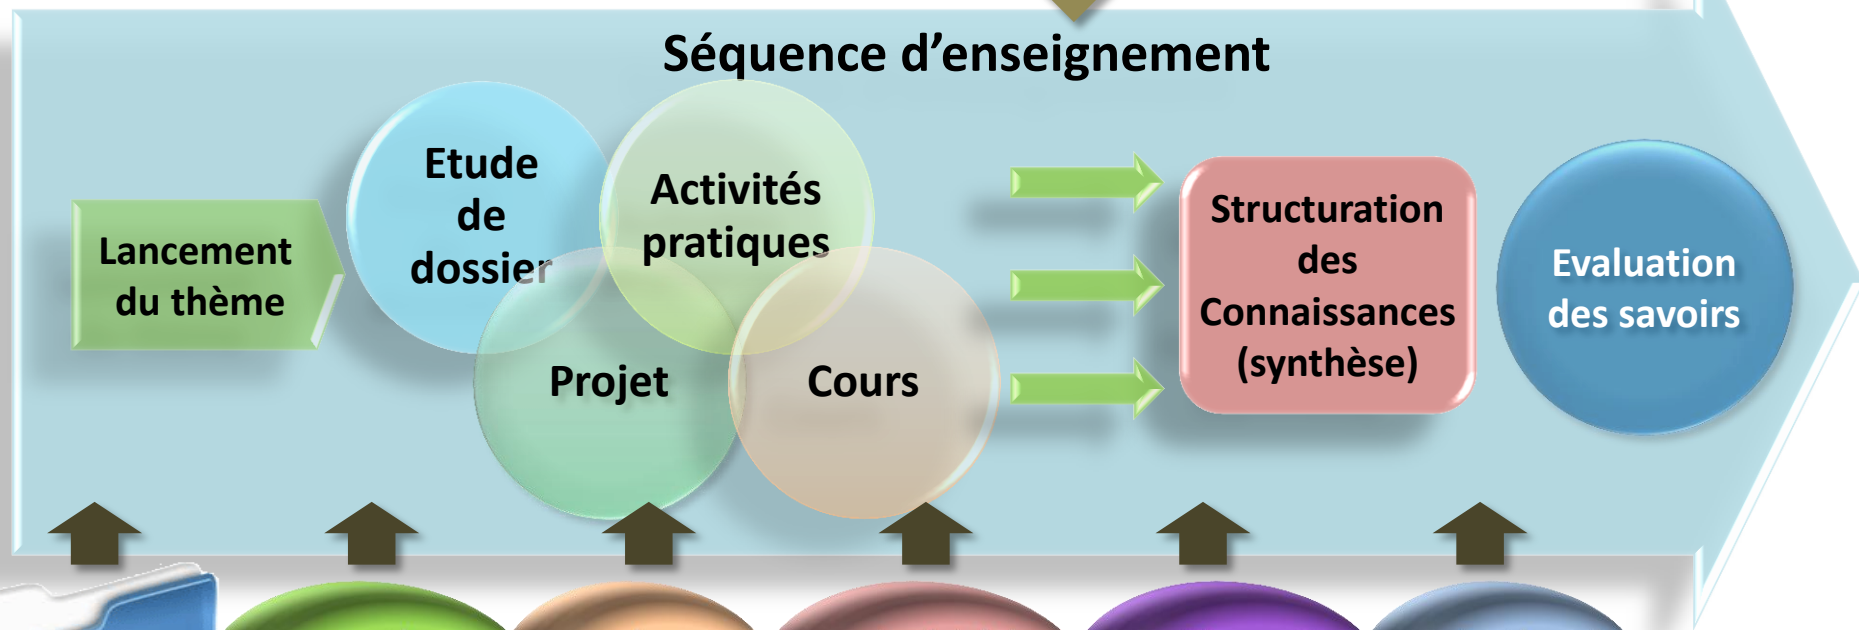 Séquence d’enseignement
Lancement
du thème
Etude
de
dossier
Activités
pratiques
Projet
Cours
Structuration
des
Connaissances
(synthèse)
Evaluation
des savoirs